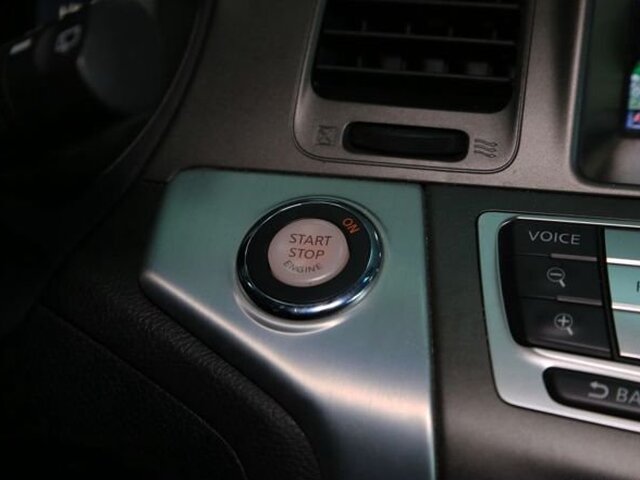 ON
START
STOP
ENGINE
VOICE
BA